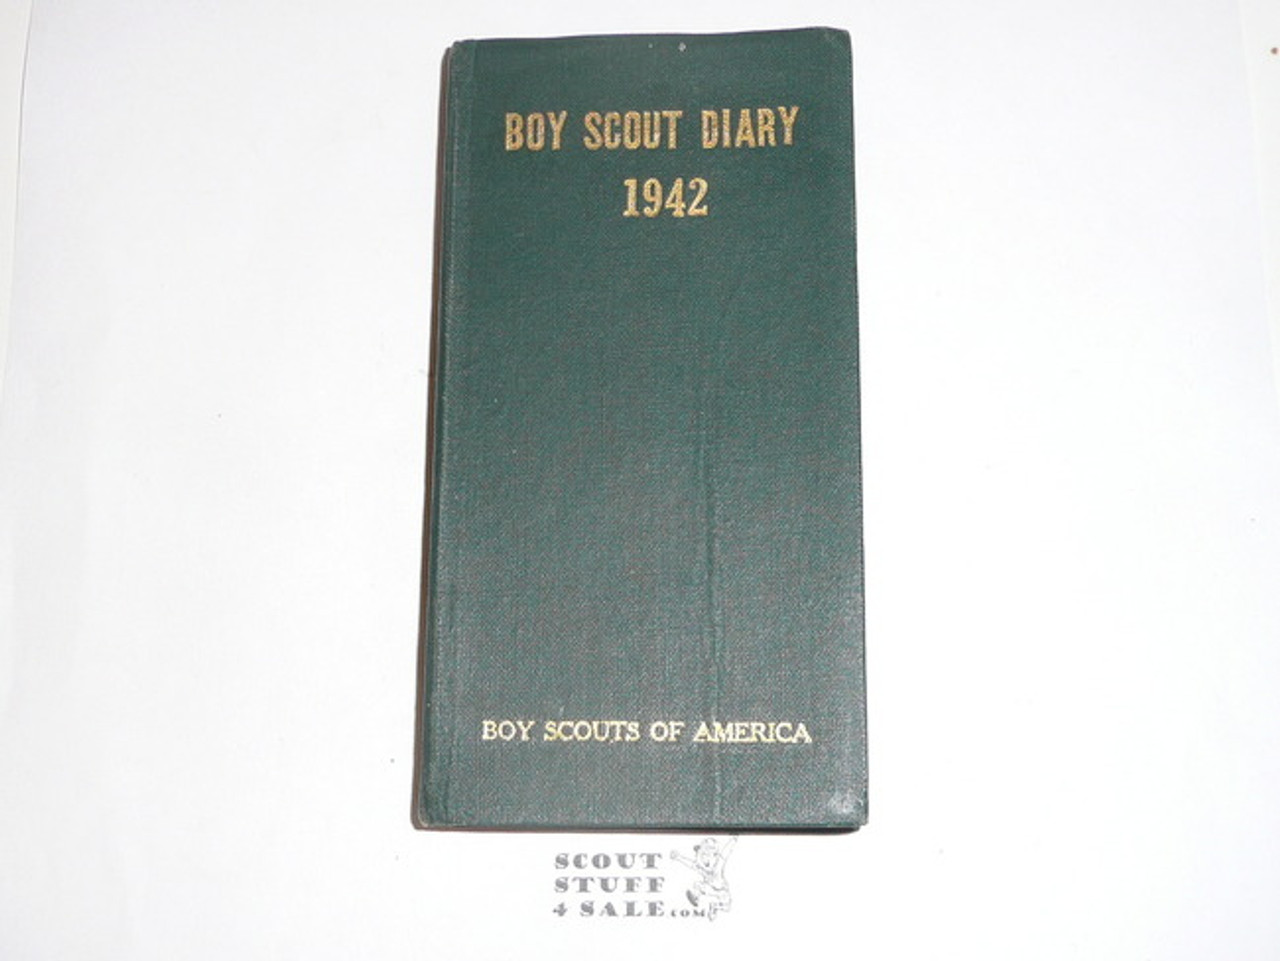 BOY SCOUT DIARY
1942
BOY SCOUTS OF AMERICA
SCOUT
STUFF
4 SALE.COM